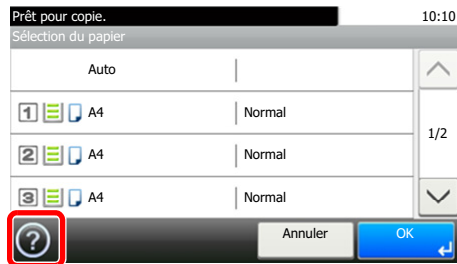 Prêt pour copie. 10:10
Sélection du papier
Auto
1 A4 Normal
1/2
2 A4 Normal
3 A4 Normal
? Annuler OK